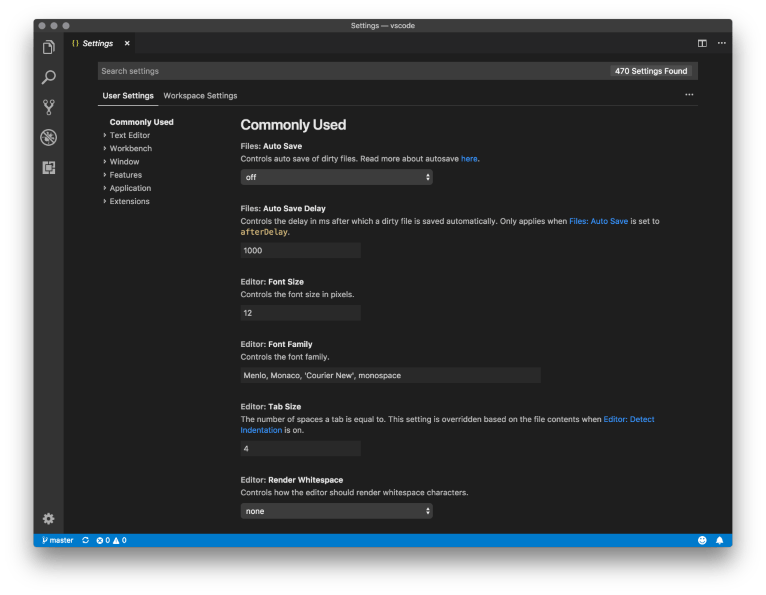 Settings — vscode
{} Settings ×
Search settings
470 Settings Found
User Settings Workspace Settings
Commonly Used
Text Editor
Workbench
Window
Features
Application
Extensions
Commonly Used
Files: Auto Save
Controls auto save of dirty files. Read more about autosave here.
off
Files: Auto Save Delay
Controls the delay in ms after which a dirty file is saved automatically. Only applies when Files: Auto Save is set to
afterDelay.
1000
Editor: Font Size
Controls the font size in pixels.
12
Editor: Font Family
Controls the font family.
Menlo, Monaco, 'Courier New', monospace
Editor: Tab Size
The number of spaces a tab is equal to. This setting is overridden based on the file contents when Editor: Detect
Indentation is on.
4
Editor: Render Whitespace
Controls how the editor should render whitespace characters.
none
master 0 0